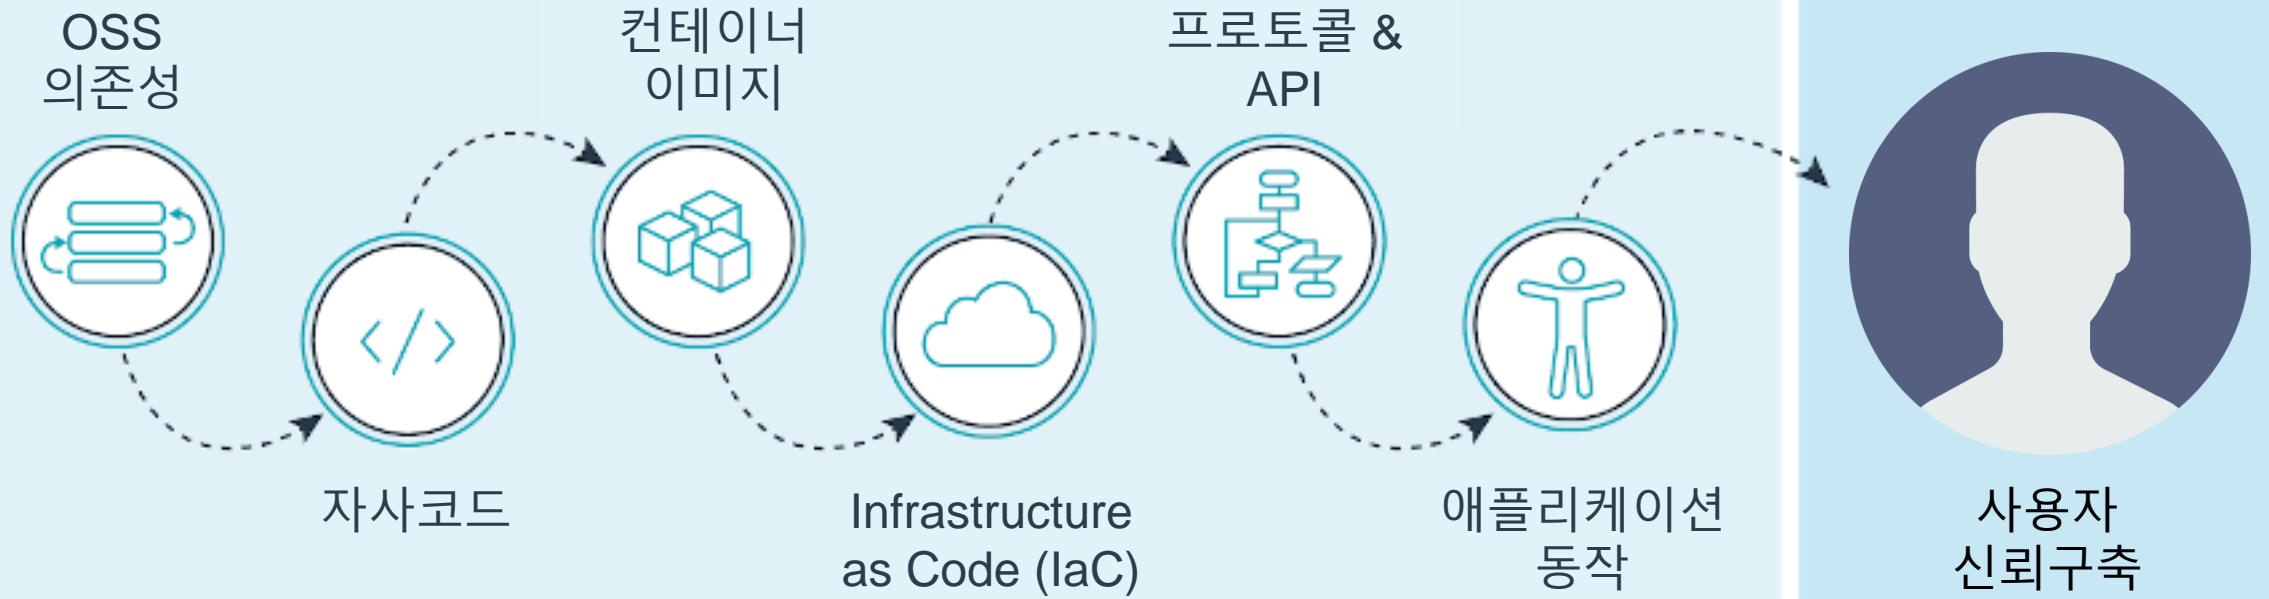 OSS
의존성
자사코드
컨테이너
이미지
Infrastructure
as Code (IaC)
프로토콜 &
API
애플리케이션
동작
사용자
신뢰구축